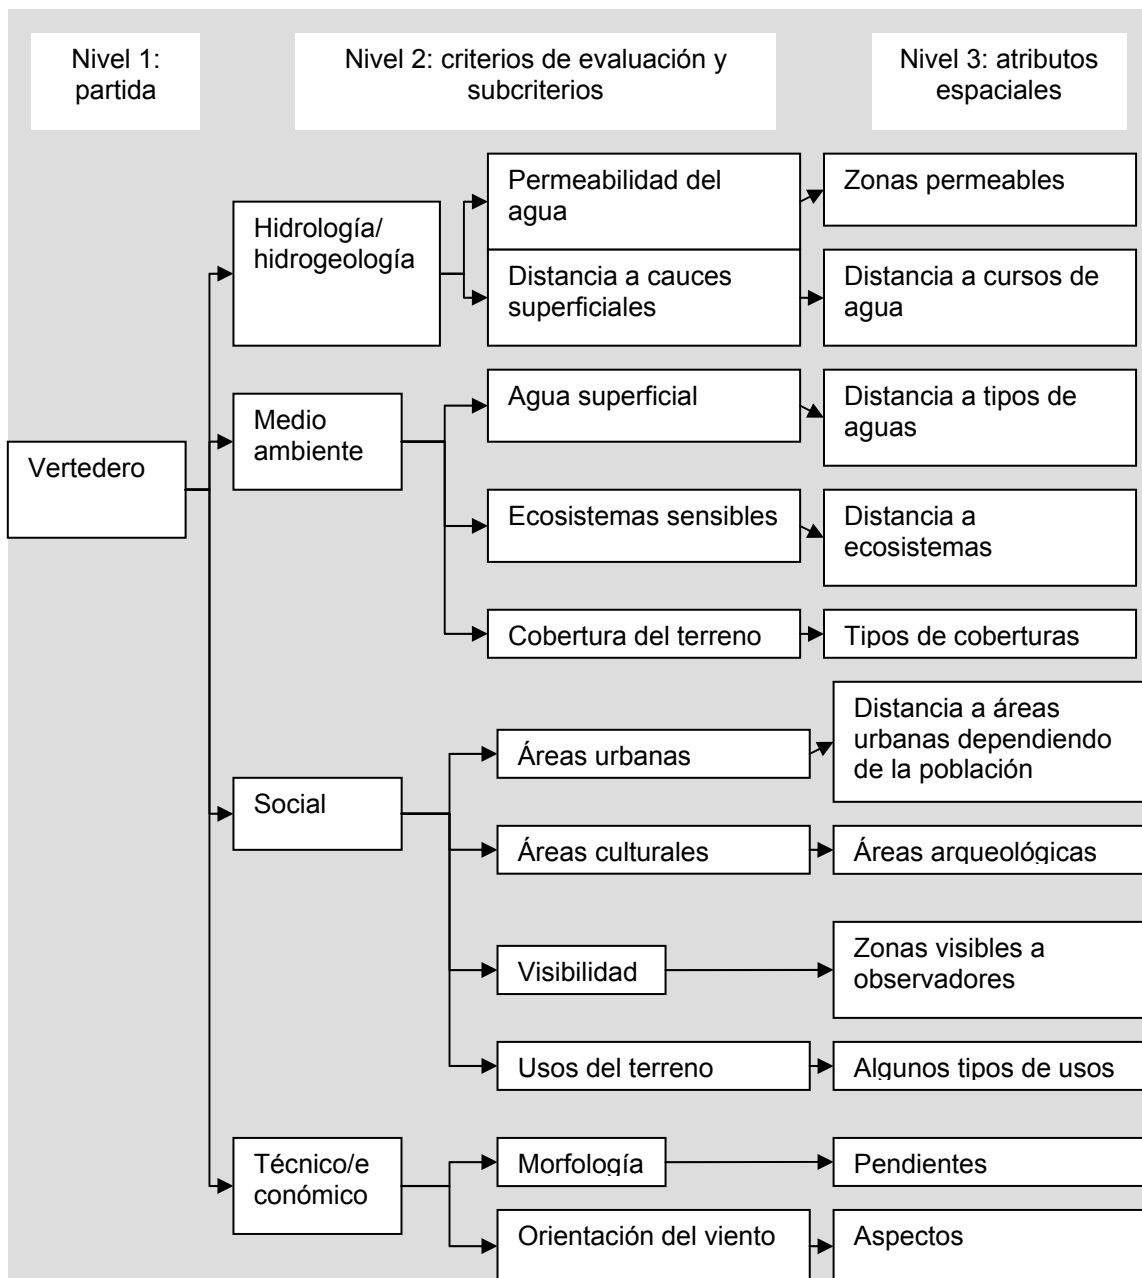 Nivel 1:
partida
Nivel 2: criterios de evaluación y
subcriterios
Nivel 3: atributos
espaciales
Vertedero
Hidrología/
hidrogeología
Permeabilidad del
agua
Zonas permeables
Distancia a cauces
superficiales
Distancia a cursos de
agua
Medio
ambiente
Agua superficial
Distancia a tipos de
aguas
Ecosistemas sensibles
Distancia a
ecosistemas
Cobertura del terreno
Tipos de coberturas
Social
Áreas urbanas
Distancia a áreas
urbanas dependiendo
de la población
Áreas culturales
Áreas arqueológicas
Visibilidad
Zonas visibles a
observadores
Usos del terreno
Algunos tipos de usos
Técnico/e
conómico
Morfología
Pendientes
Orientación del viento
Aspectos